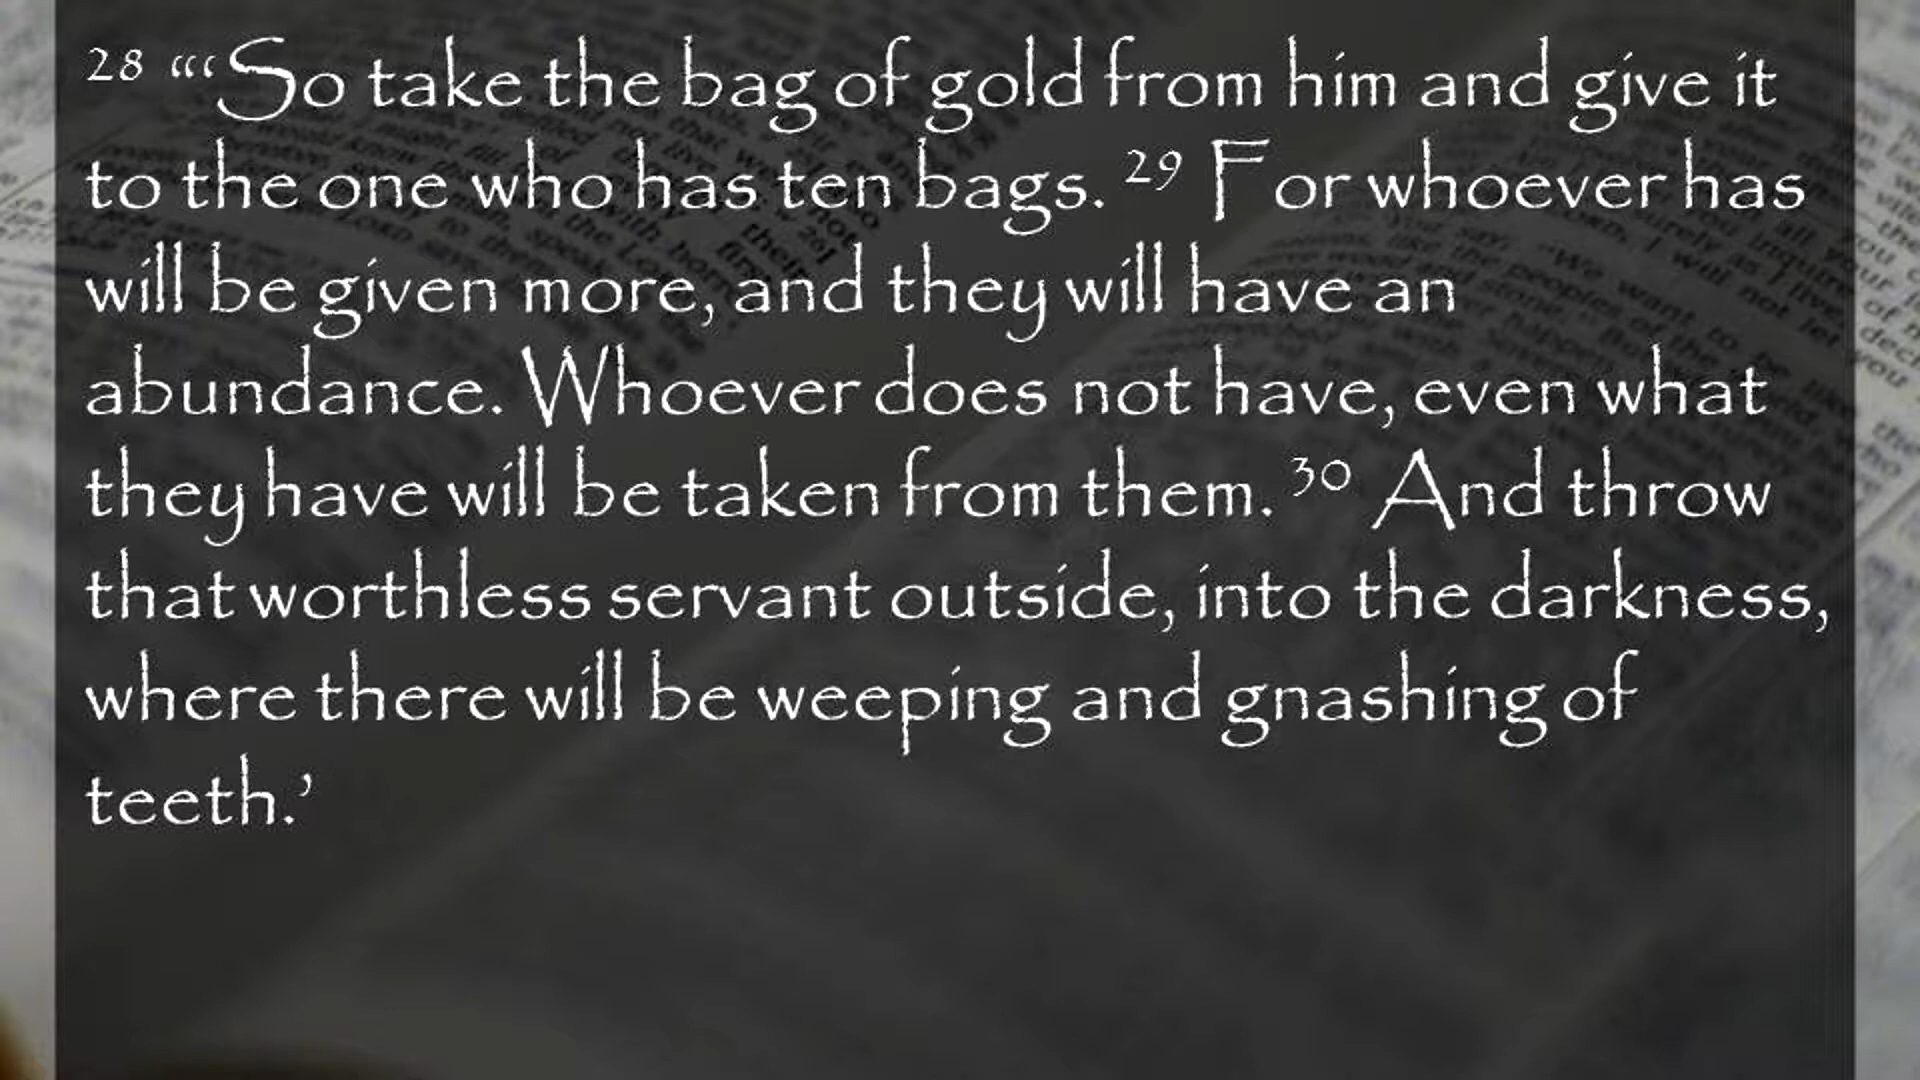 28 “‘So take the bag of gold from him and give it
to the one who has ten bags. 29 For whoever has
will be given more, and they will have an
abundance. Whoever does not have, even what
they have will be taken from them. 30 And throw
that worthless servant outside, into the darkness,
where there will be weeping and gnashing of
teeth.’